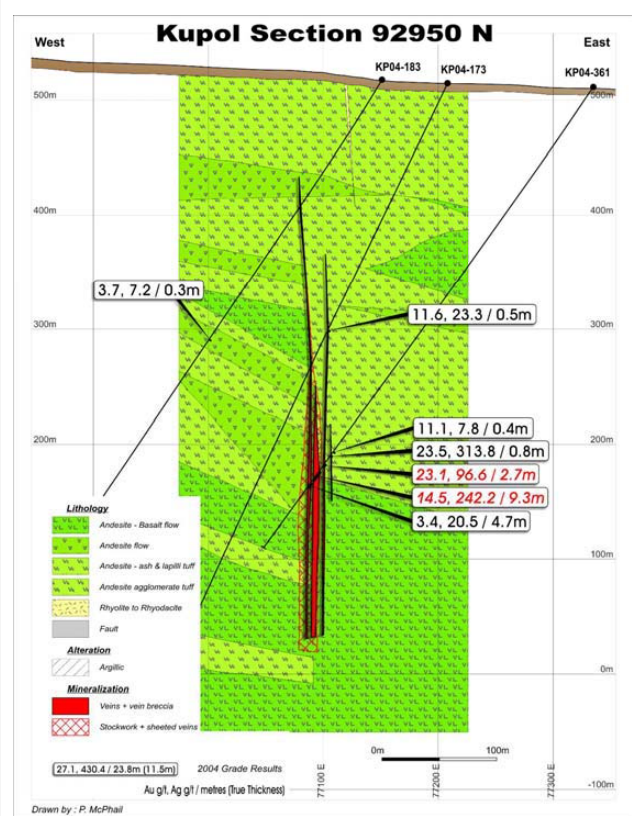 Kupol Section 92950 N
West
East
KP04-183
KP04-173
KP04-361
500m
500m
400m
400m
3.7, 7.2 / 0.3m
11.6, 23.3 / 0.5m
300m
300m
11.1, 7.8 / 0.4m
200m
200m
23.5, 313.8 / 0.8m
23.1, 96.6 / 2.7m
14.5, 242.2 / 9.3m
3.4, 20.5 / 4.7m
Lithology
Andesite - Basalt flow
Andesite flow
Andesite - ash & lapilli tuff
Andesite agglomerate tuff
Rhyolite to Rhyodacite
Fault
Alteration
Argillic
Mineralization
Veins + vein breccia
Stockwork + sheeted veins
100m
0m
0m
100m
27.1, 430.4 / 23.8m (11.5m)
2004 Grade Results
Au g/t, Ag g/t / metres (True Thickness)
77100 E
77200 E
77300 E
-100m
Drawn by : P. McPhail